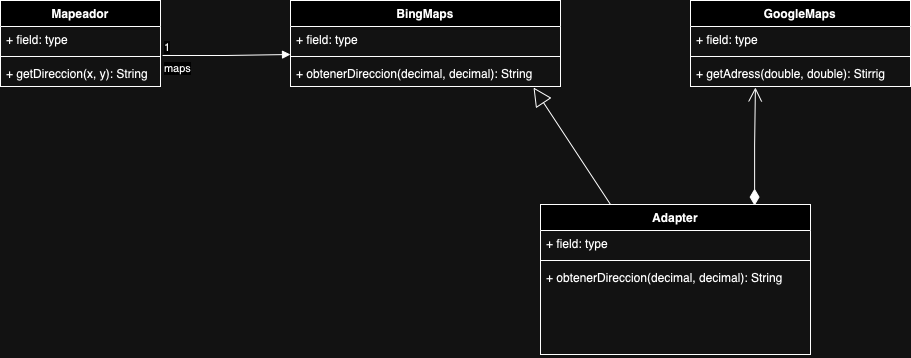 Mapeador
+ field: type
+ getDireccion(x, y): String
1
maps
BingMaps
+ field: type
+ obtenerDireccion(decimal, decimal): String
GoogleMaps
+ field: type
+ getAdress(double, double): Stirrig
Adapter
+ field: type
+ obtenerDireccion(decimal, decimal): String